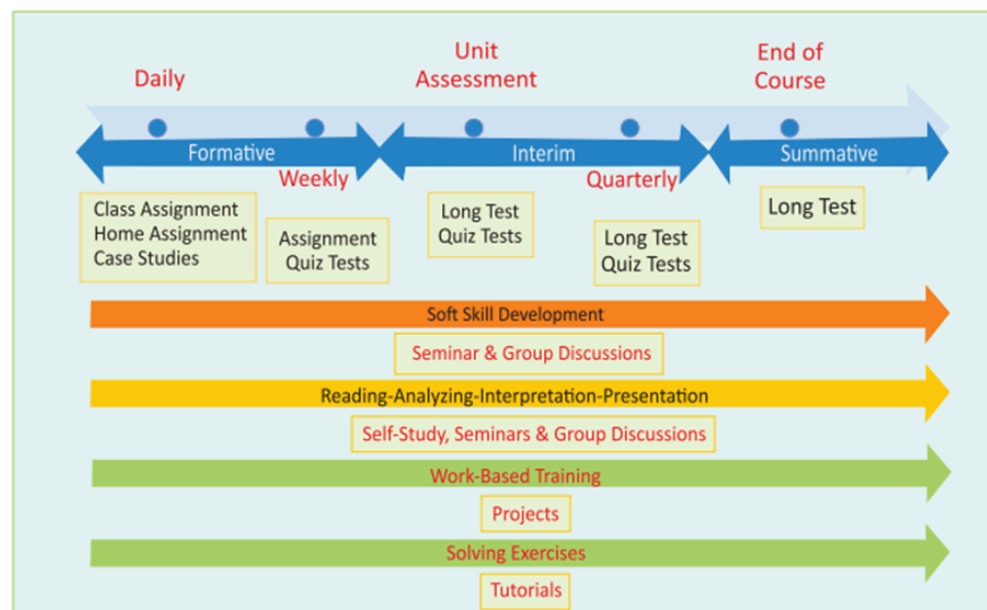 Daily
Unit
Assessment
End of
Course
Formative
Interim
Summative
Weekly
Quarterly
Class Assignment
Home Assignment
Case Studies
Assignment
Quiz Tests
Long Test
Quiz Tests
Long Test
Quiz Tests
Long Test
Soft Skill Development
Seminar & Group Discussions
Reading-Analyzing-Interpretation-Presentation
Self-Study, Seminars & Group Discussions
Work-Based Training
Projects
Solving Exercises
Tutorials